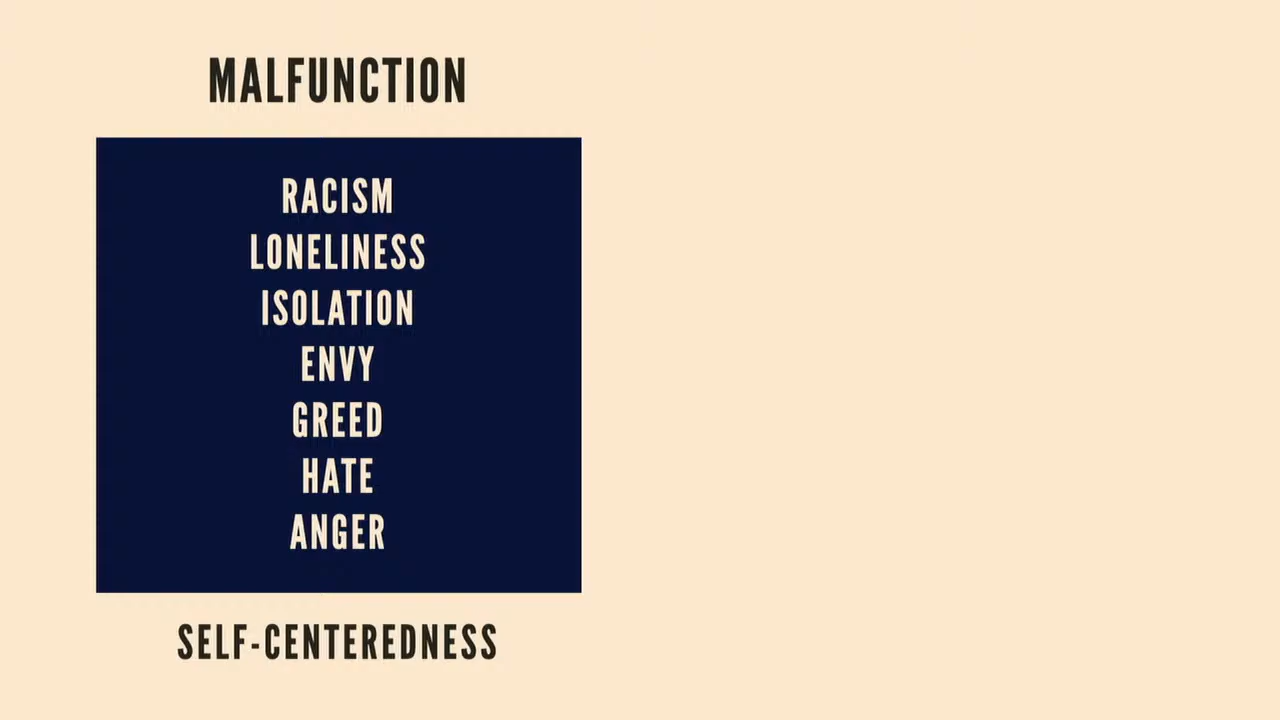 MALFUNCTION
RACISM
LONELINESS
ISOLATION
ENVY
GREED
HATE
ANGER
SELF-CENTEREDNESS